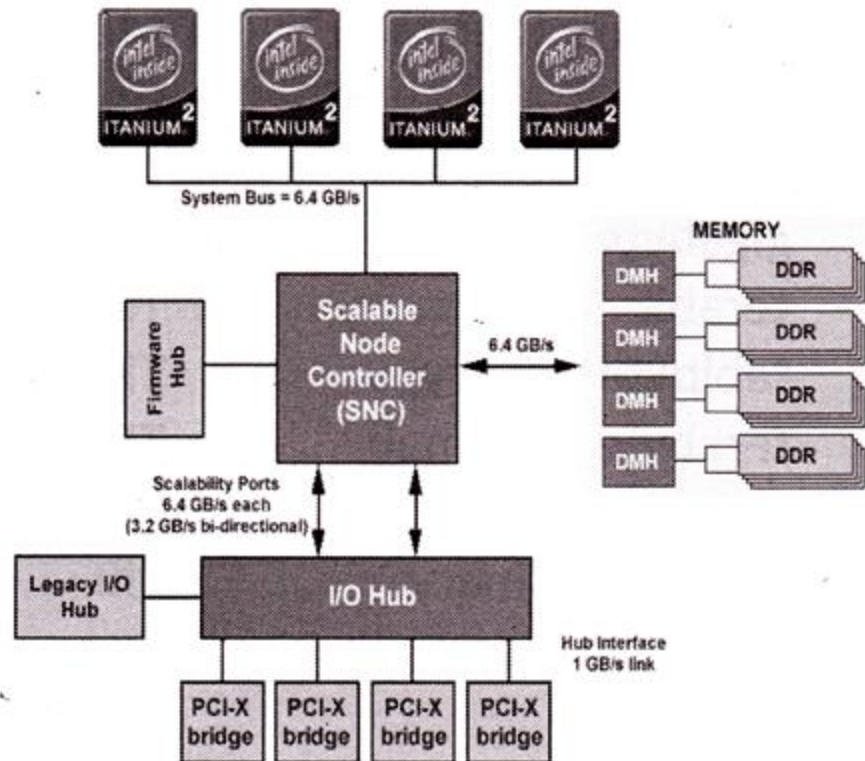 intel
inside
2
ITANIUM
intel
inside
2
ITANIUM
intel
inside
2
ITANIUM
intel
inside
2
ITANIUM
System Bus = 6.4 GB/s
MEMORY
DMH
DDR
DMH
DDR
DMH
DDR
DMH
DDR
Firmware
Hub
Scalable
Node
Controller
(SNC)
6.4 GB/s
Scalability Ports
6.4 GB/s each
(3.2 GB/s bi-directional)
Legacy I/O
Hub
I/O Hub
Hub Interface
1 GB/s link
PCI-X
bridge
PCI-X
bridge
PCI-X
bridge
PCI-X
bridge